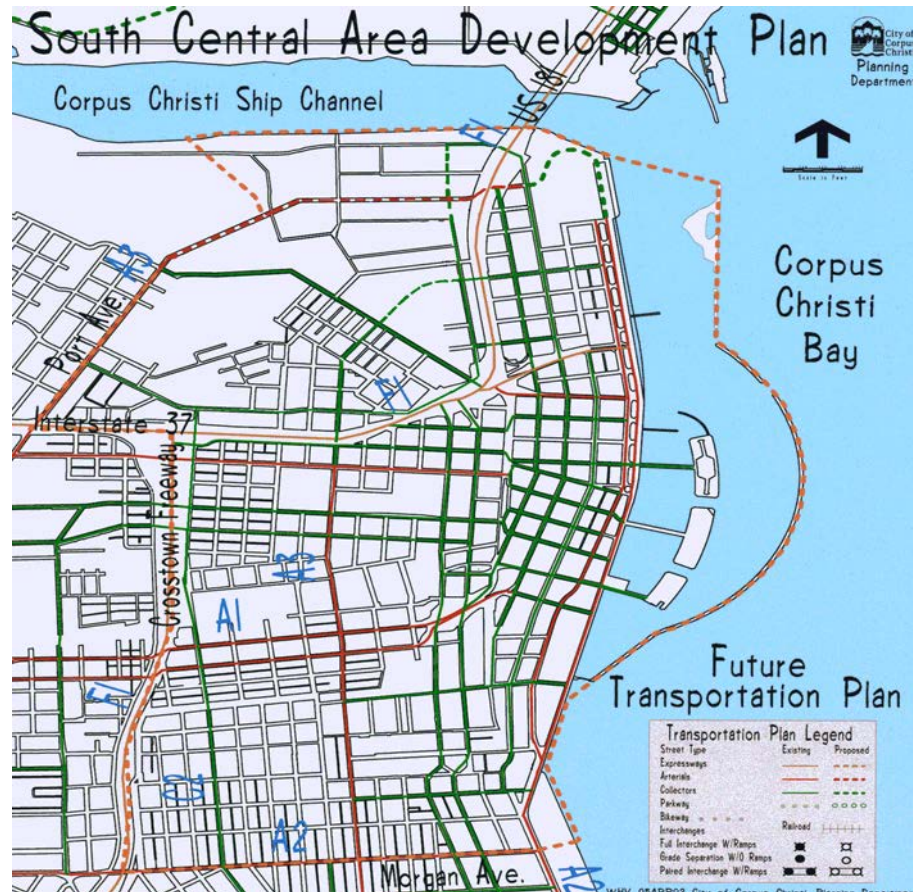 South Central Area Development Plan
City of
Corpus
Christi
Planning
Department
Corpus Christi Ship Channel
US 181
F1
Scale in Feet
A3
Port Ave.
Corpus
Christi
Bay
A1
Interstate 37
Crosstown Freeway
A3
A1
F1
C2
A2
Morgan Ave.
A2
Future
Transportation Plan
Transportation Plan Legend
Street Type Existing Proposed
Expressways
Arterials
Collectors
Parkway
Bikeway
Interchanges Railroad
Full Interchange W/Ramps
Grade Separation W/O Ramps
Paired Interchange W/Ramps